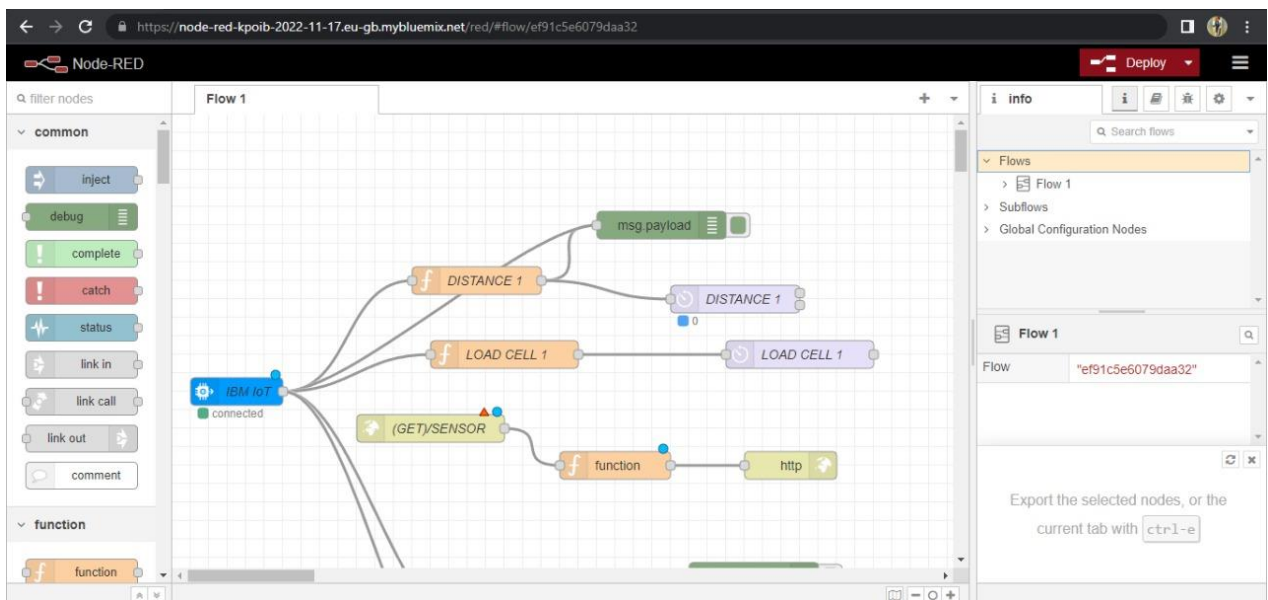 https://node-red-kpoib-2022-11-17.eu-gb.mybluemix.net/red/#flow/ef91c5e6079daa32
Node-RED
Deploy
filter nodes
common
inject
debug
complete
catch
status
link in
link call
link out
comment
function
function
Flow 1
msg.payload
DISTANCE 1
DISTANCE 1
0
LOAD CELL 1
LOAD CELL 1
IBM IoT
connected
(GET)/SENSOR
function
http
i info
i
Search flows
Flows
Flow 1
Subflows
Global Configuration Nodes
Flow 1
Flow "ef91c5e6079daa32"
Export the selected nodes, or the
current tab with ctrl-e